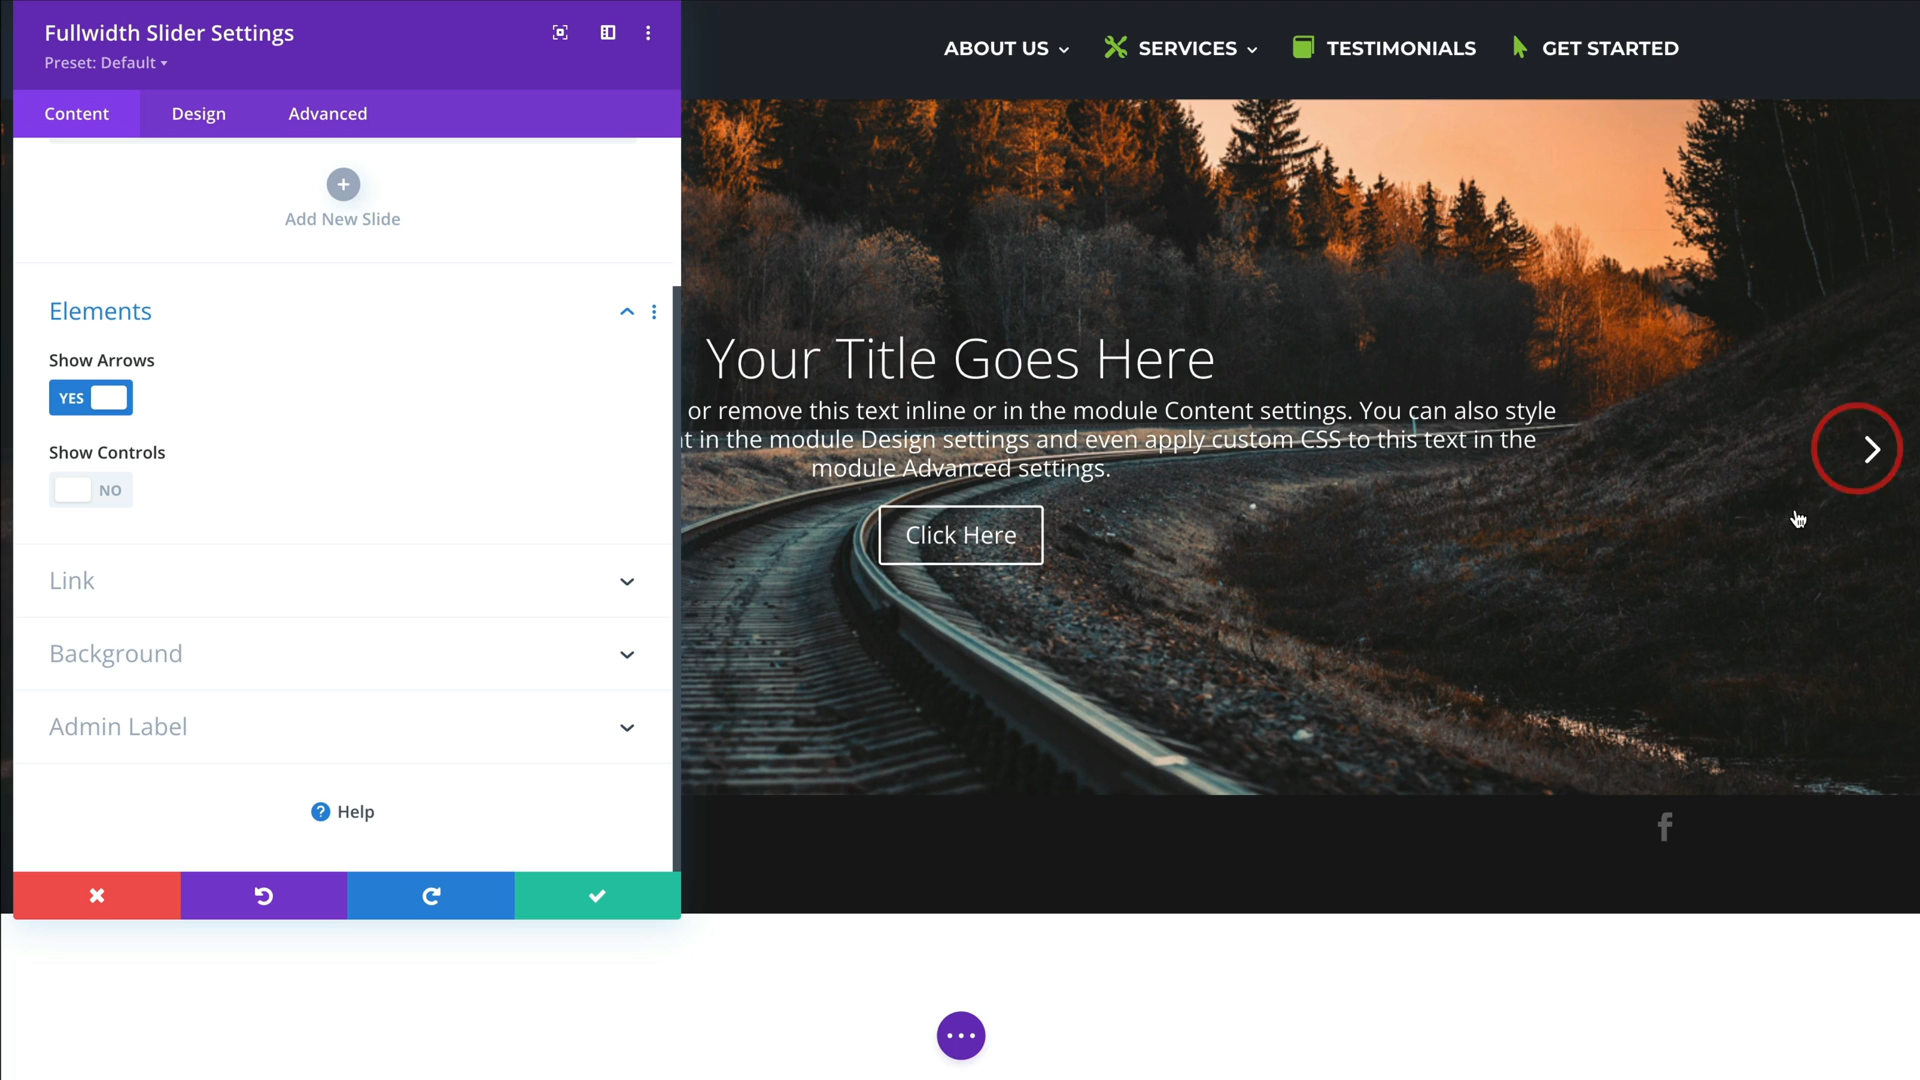 Fullwidth Slider Settings
Preset: Default
Content
Design
Advanced
Add New Slide
Elements
Show Arrows
YES
Show Controls
NO
Link
Background
Admin Label
Help
ABOUT US
SERVICES
TESTIMONIALS
GET STARTED
Your Title Goes Here
or remove this text inline or in the module Content settings. You can also style
in the module Design settings and even apply custom CSS to this text in the
module Advanced settings.
Click Here